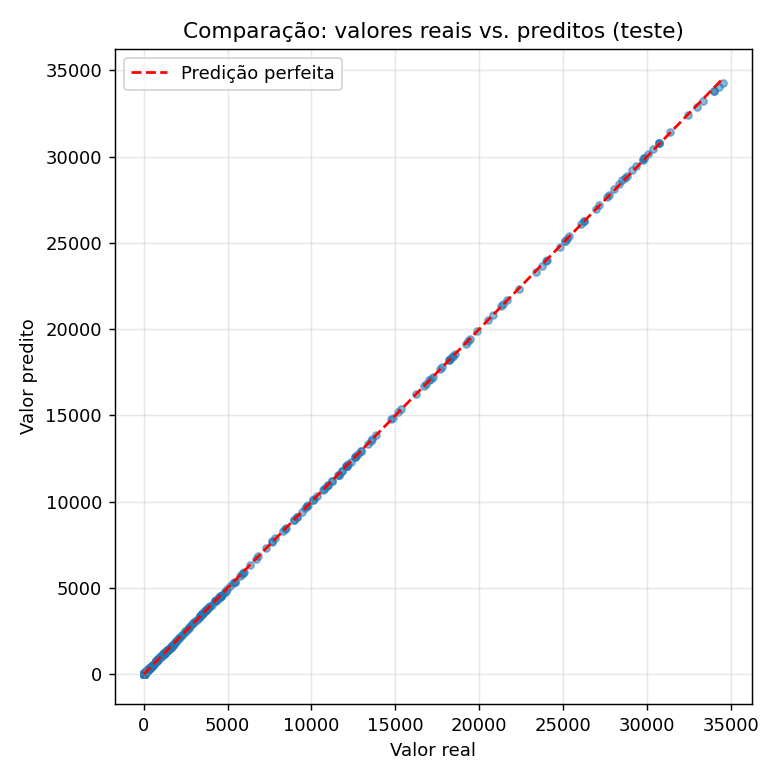 Comparação: valores reais vs. preditos (teste)
Predição perfeita
35000
30000
25000
20000
15000
10000
5000
0
Valor predito
0 5000 10000 15000 20000 25000 30000 35000
Valor real